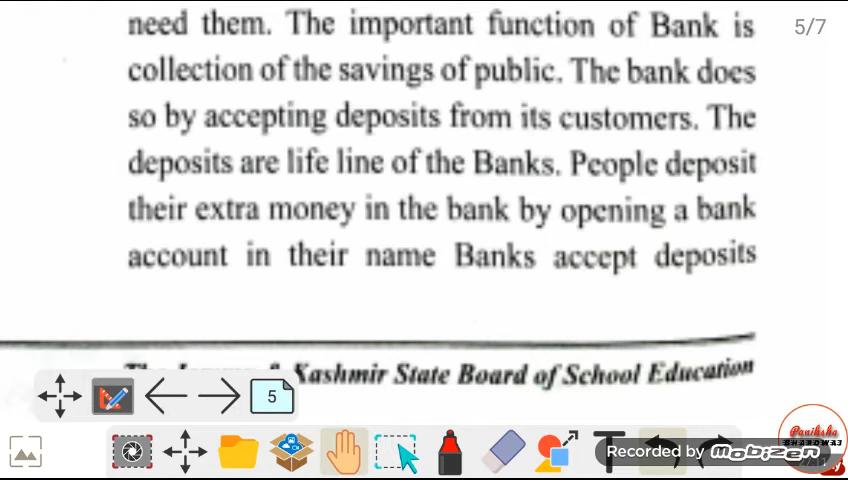 need them. The important function of Bank is
5/7
collection of the savings of public. The bank does
so by accepting deposits from its customers. The
deposits are life line of the Banks. People deposit
their extra money in the bank by opening a bank
account in their name Banks accept deposits
Kashmir State Board of School Education
5
Recorded by mobizen
Paniksha
BHARDWAJ